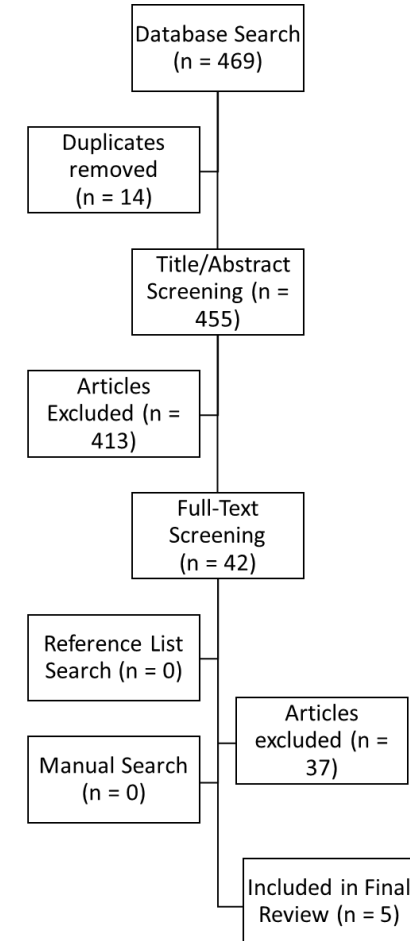 Database Search
(n = 469)
Duplicates
removed
(n = 14)
Title/Abstract
Screening (n =
455)
Articles
Excluded (n =
413)
Full-Text
Screening
(n = 42)
Reference List
Search (n = 0)
Articles
excluded (n =
37)
Manual Search
(n = 0)
Included in Final
Review (n = 5)